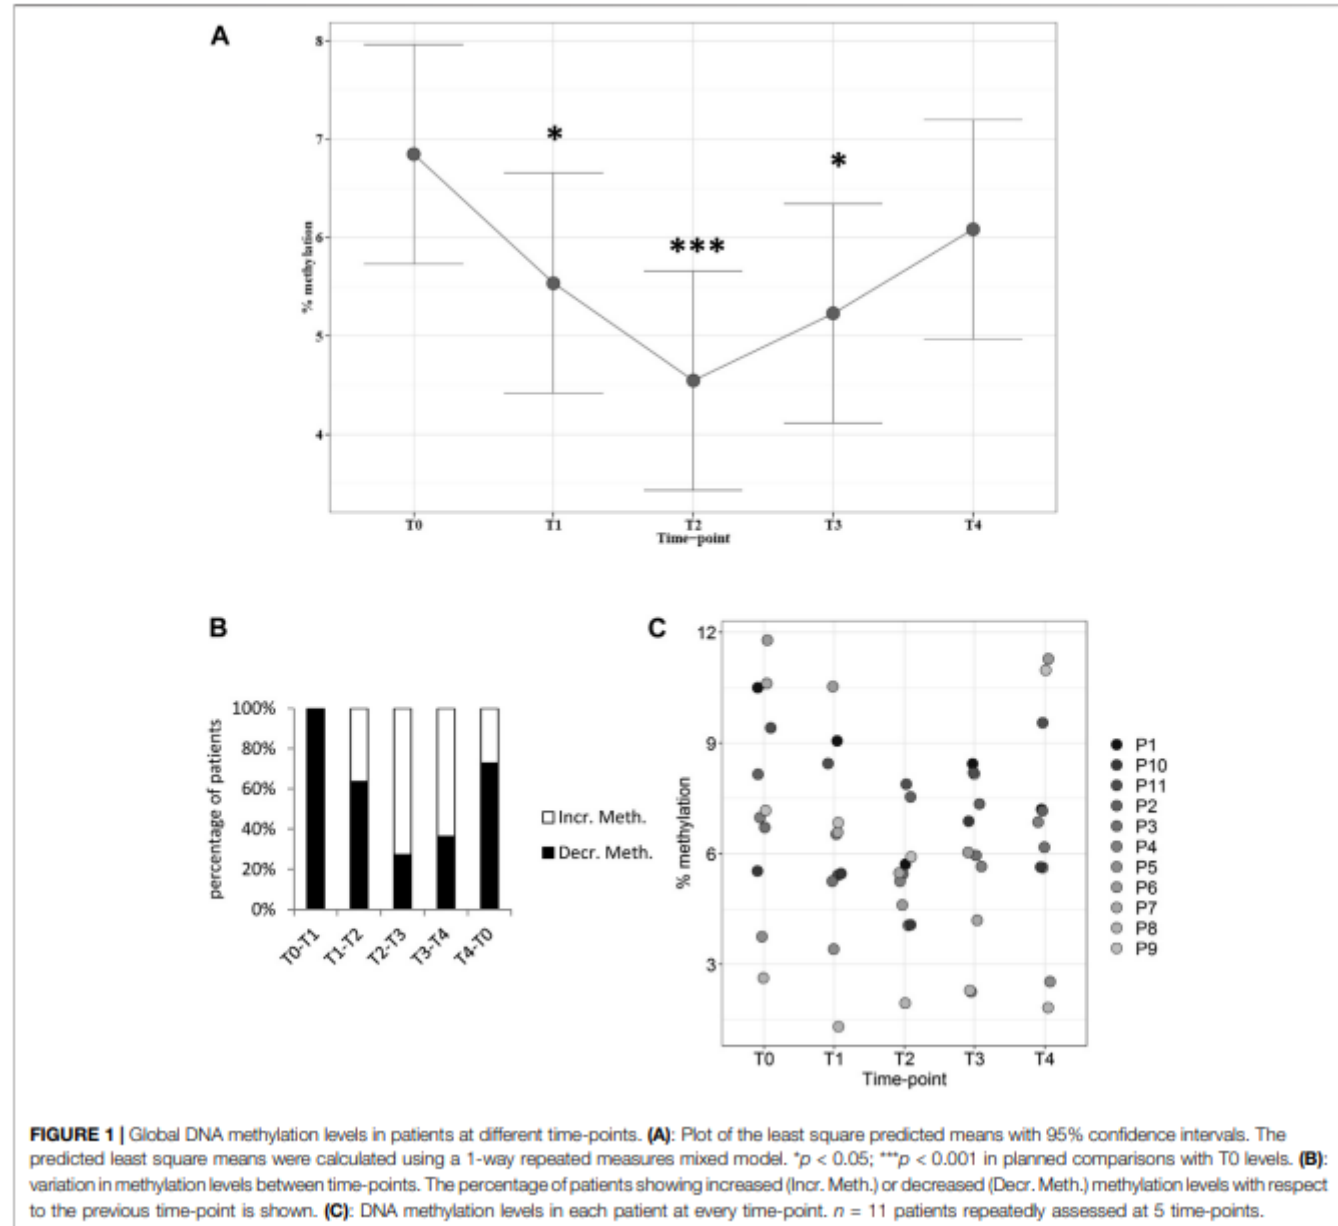 A
8
7
6
5
4
% methylation
*
***
*
T0 T1 T2 T3 T4
Time-point
B
100%
80%
60%
40%
20%
0%
percentage of patients
T0-T1 T1-T2 T2-T3 T3-T4 T4-T0
Incr. Meth.
Decr. Meth.
C
12
9
6
3
% methylation
T0 T1 T2 T3 T4
Time-point
P1
P10
P11
P2
P3
P4
P5
P6
P7
P8
P9
FIGURE 1 | Global DNA methylation levels in patients at different time-points. (A): Plot of the least square predicted means with 95% confidence intervals. The
predicted least square means were calculated using a 1-way repeated measures mixed model. *p < 0.05; ***p < 0.001 in planned comparisons with T0 levels. (B):
variation in methylation levels between time-points. The percentage of patients showing increased (Incr. Meth.) or decreased (Decr. Meth.) methylation levels with respect
to the previous time-point is shown. (C): DNA methylation levels in each patient at every time-point. n = 11 patients repeatedly assessed at 5 time-points.